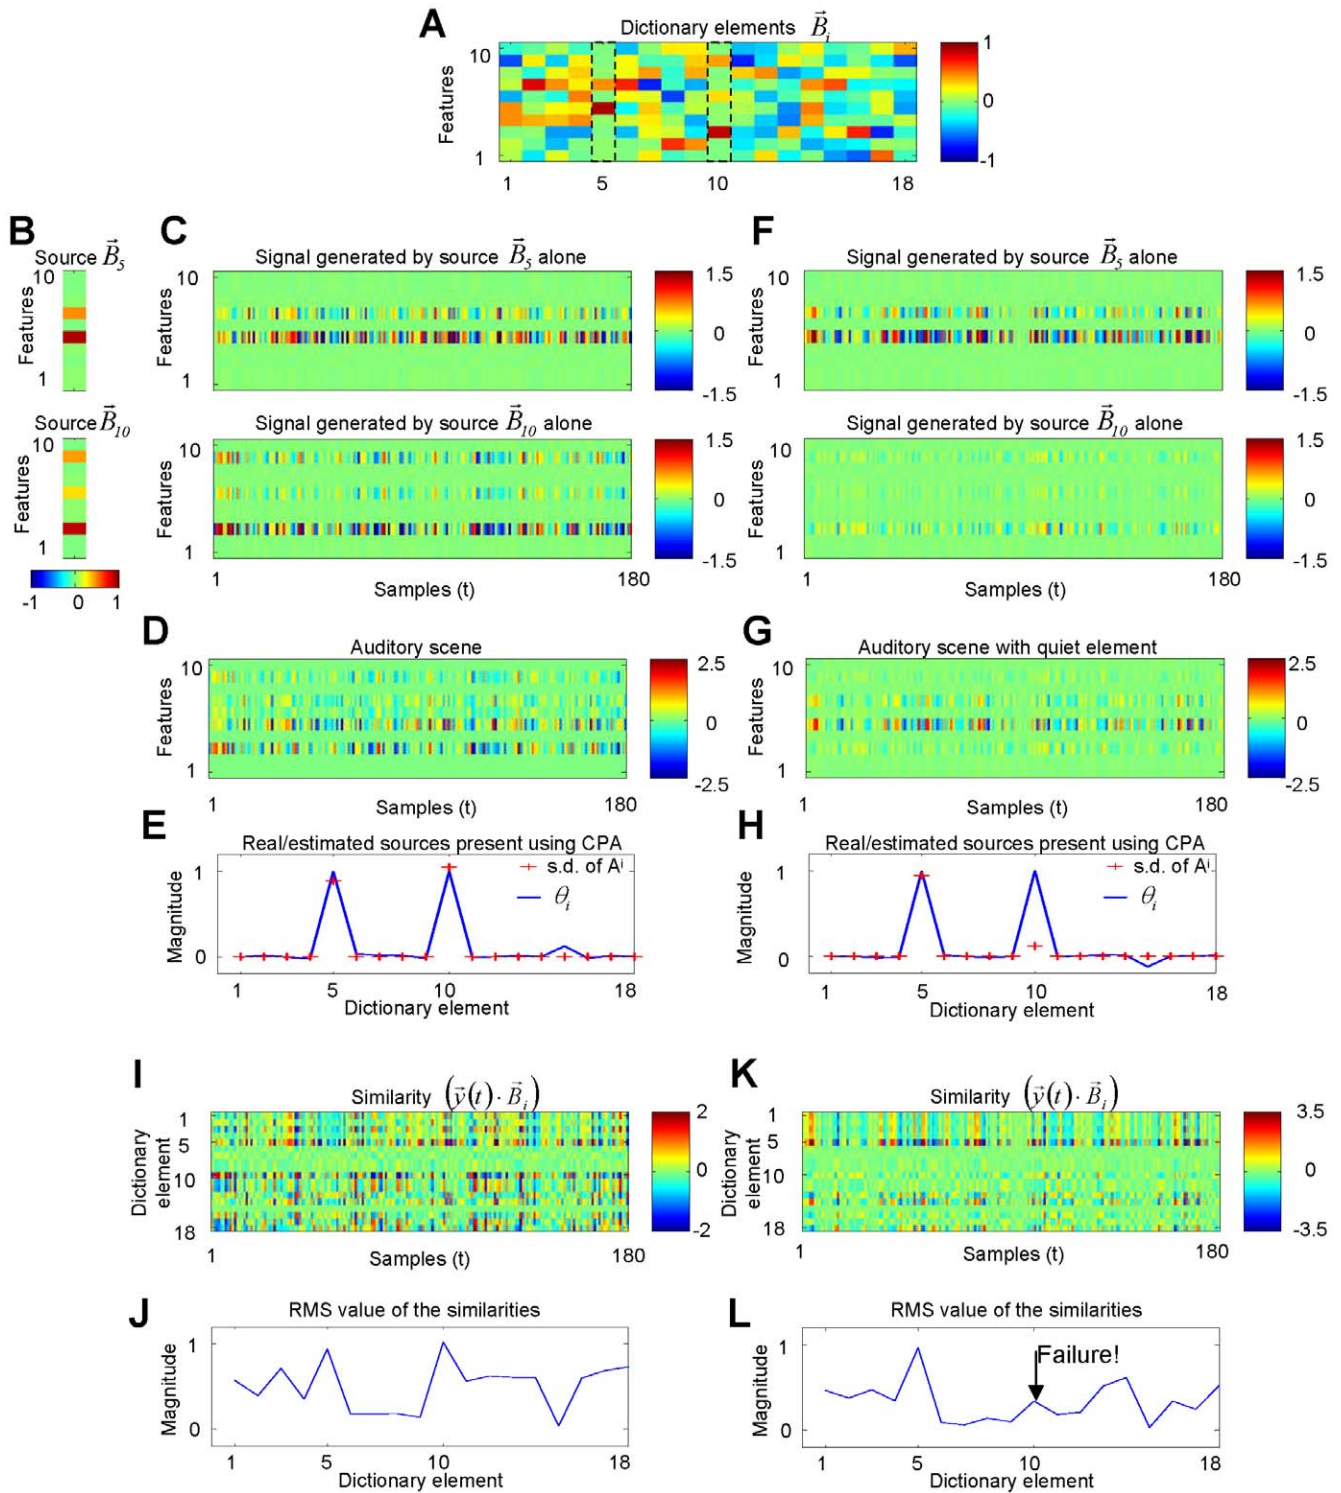 A
Dictionary elements B⃗i
10
Features
1
1 5 10 18
1
0
-1
B
Source B⃗5
10
Features
1
Source B⃗10
10
Features
1
-1 0 1
C
Signal generated by source B⃗5 alone
10
Features
1
1.5
0
-1.5
Signal generated by source B⃗10 alone
10
Features
1
1.5
0
-1.5
1 180
Samples (t)
F
Signal generated by source B⃗5 alone
10
Features
1
1.5
0
-1.5
Signal generated by source B⃗10 alone
10
Features
1
1.5
0
-1.5
1 180
Samples (t)
D
Auditory scene
10
Features
1
2.5
0
-2.5
1 180
Samples (t)
G
Auditory scene with quiet element
10
Features
1
2.5
0
-2.5
1 180
Samples (t)
E
Real/estimated sources present using CPA
s.d. of Aⁱ
θi
1
Magnitude
0
1 5 10 18
Dictionary element
H
Real/estimated sources present using CPA
s.d. of Aⁱ
θi
1
Magnitude
0
1 5 10 18
Dictionary element
I
Similarity (y⃗(t) · B⃗i)
1
5
10
18
Dictionary
element
2
0
-2
1 180
Samples (t)
K
Similarity (y⃗(t) · B⃗i)
1
5
10
18
Dictionary
element
3.5
0
-3.5
1 180
Samples (t)
J
RMS value of the similarities
1
Magnitude
0
1 5 10 18
Dictionary element
L
RMS value of the similarities
Failure!
1
Magnitude
0
1 5 10 18
Dictionary element